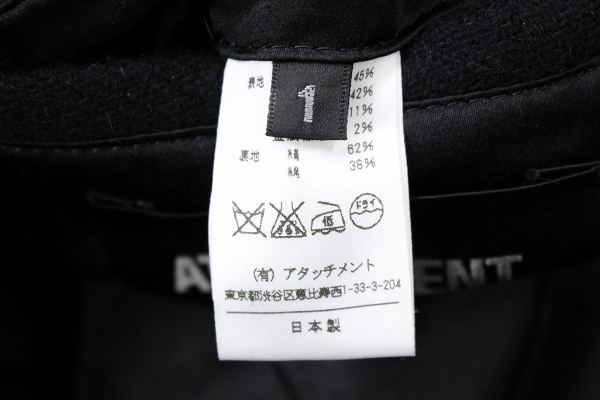 表地 45%
42%
11%
2%
裏地 絹 62%
綿 38%
1
低
ドライ
(有)アタッチメント
東京都渋谷区恵比寿西1-33-3-204
日本製
AT ENT